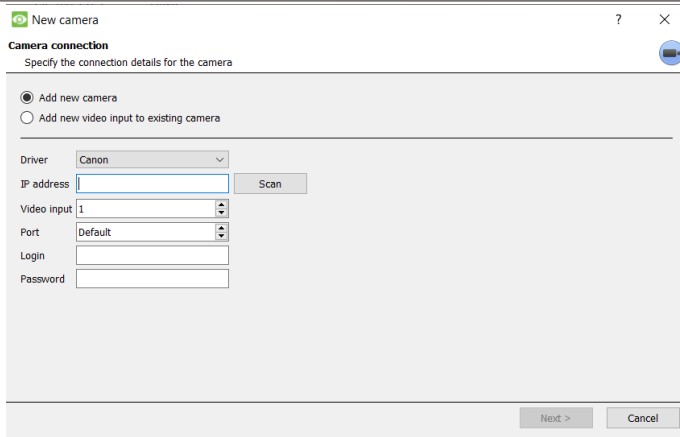 New camera
?
Camera connection
Specify the connection details for the camera
Add new camera
Add new video input to existing camera
Driver Canon
IP address Scan
Video input 1
Port Default
Login
Password
Next > Cancel